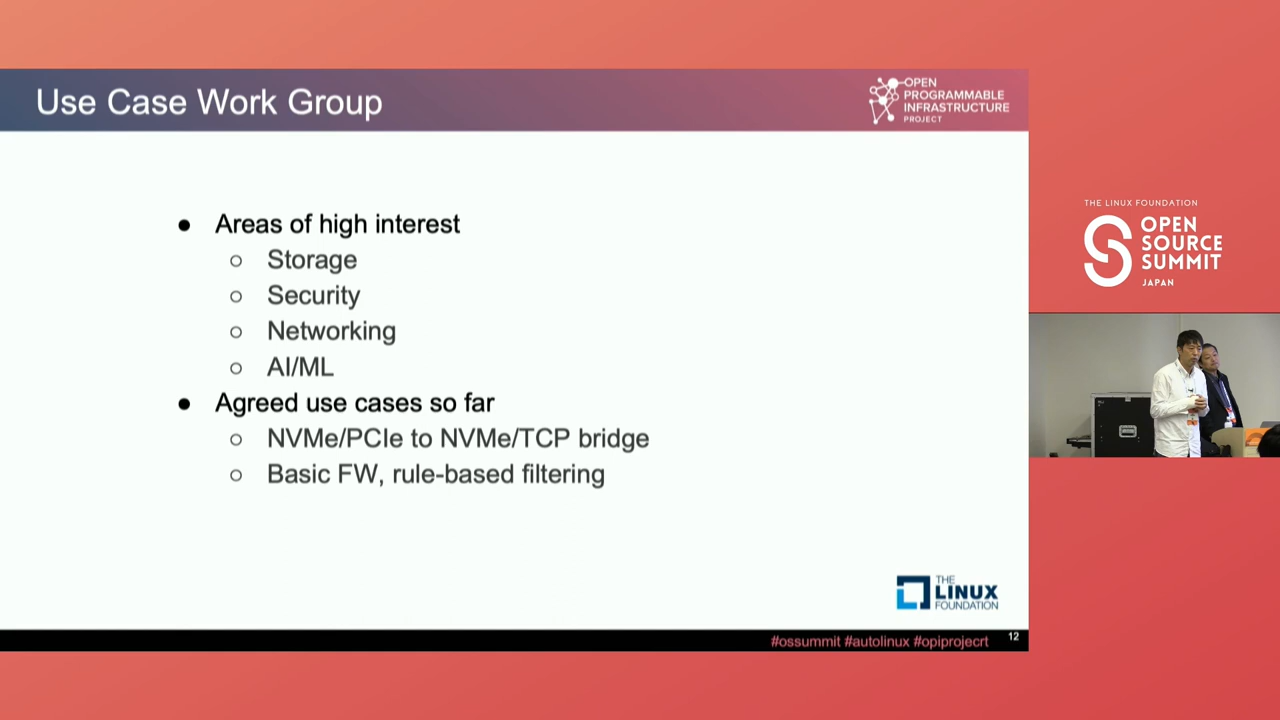 Use Case Work Group
OPEN
PROGRAMMABLE
INFRASTRUCTURE
PROJECT
● Areas of high interest
○ Storage
○ Security
○ Networking
○ AI/ML
● Agreed use cases so far
○ NVMe/PCIe to NVMe/TCP bridge
○ Basic FW, rule-based filtering
THE
LINUX
FOUNDATION
#ossummit #autolinux #opiprojecrt
12
THE LINUX FOUNDATION
OPEN
SOURCE
SUMMIT
JAPAN